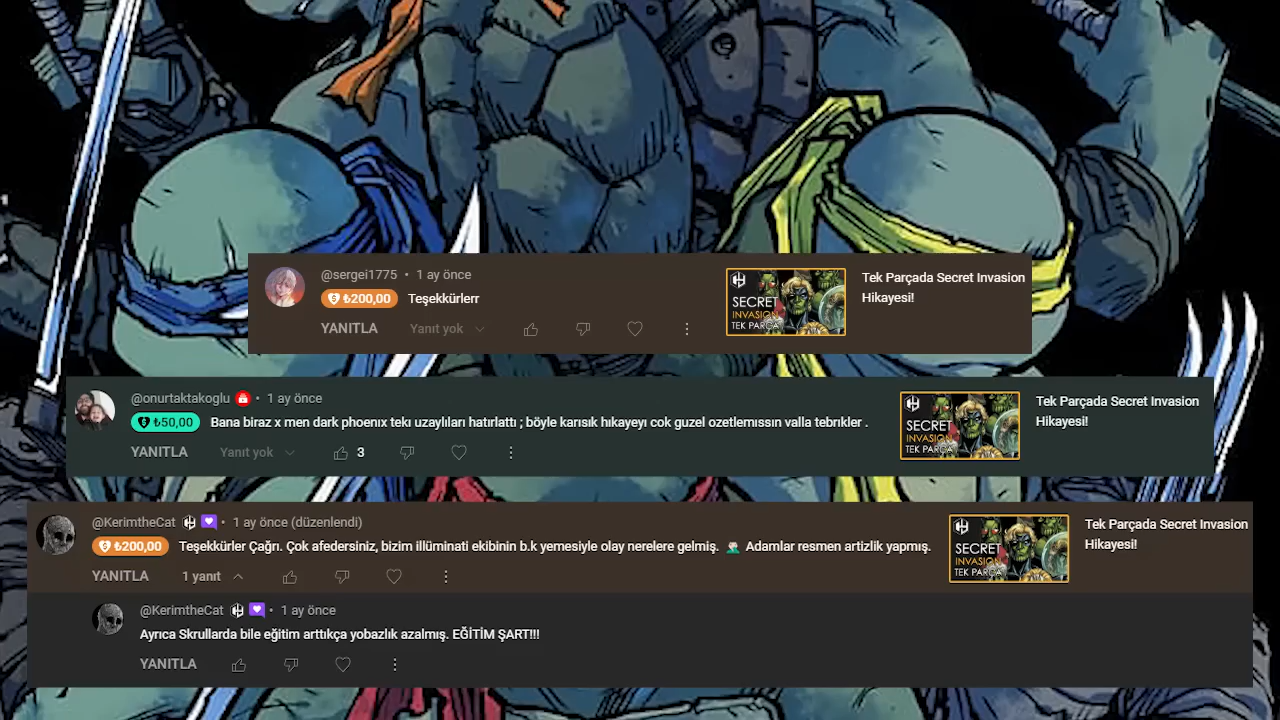 @sergei1775 • 1 ay önce
₺200,00 Teşekkürlerr
YANITLA Yanıt yok
SECRET
INVASION
TEK PARÇA
Tek Parçada Secret Invasion
Hikayesi!
@onurtaktakoglu • 1 ay önce
₺50,00 Bana biraz x men dark phoenıx tekı uzaylıları hatırlattı ; böyle karısık hıkayeyı cok guzel ozetlemıssın valla tebrıkler .
YANITLA Yanıt yok 3
SECRET
INVASION
TEK PARÇA
Tek Parçada Secret Invasion
Hikayesi!
@KerimtheCat • 1 ay önce (düzenlendi)
₺200,00 Teşekkürler Çağrı. Çok afedersiniz, bizim illüminati ekibinin b.k yemesiyle olay nerelere gelmiş. 🤦🏻‍♂️ Adamlar resmen artizlik yapmış.
YANITLA 1 yanıt
SECRET
INVASION
TEK PARÇA
Tek Parçada Secret Invasion
Hikayesi!
@KerimtheCat • 1 ay önce
Ayrıca Skrullarda bile eğitim arttıkça yobazlık azalmış. EĞİTİM ŞART!!!
YANITLA